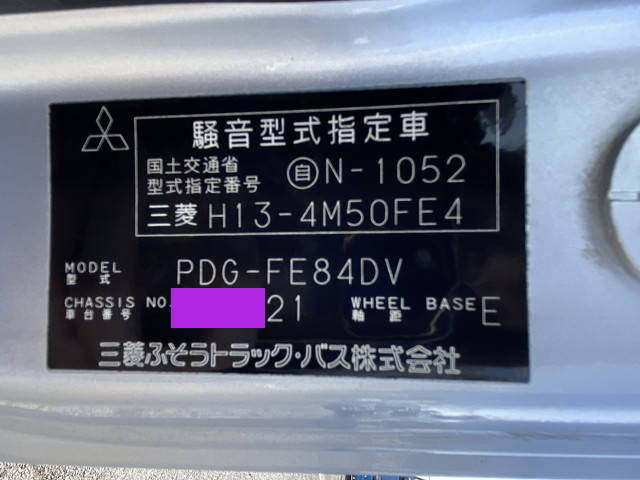 騒音型式指定車
国土交通省
型式指定番号 自N-1052
三菱 H13-4M50FE4
MODEL
型式 PDG-FE84DV
CHASSIS NO. 21 WHEEL BASE E
車台番号 軸距
三菱ふそうトラック・バス株式会社